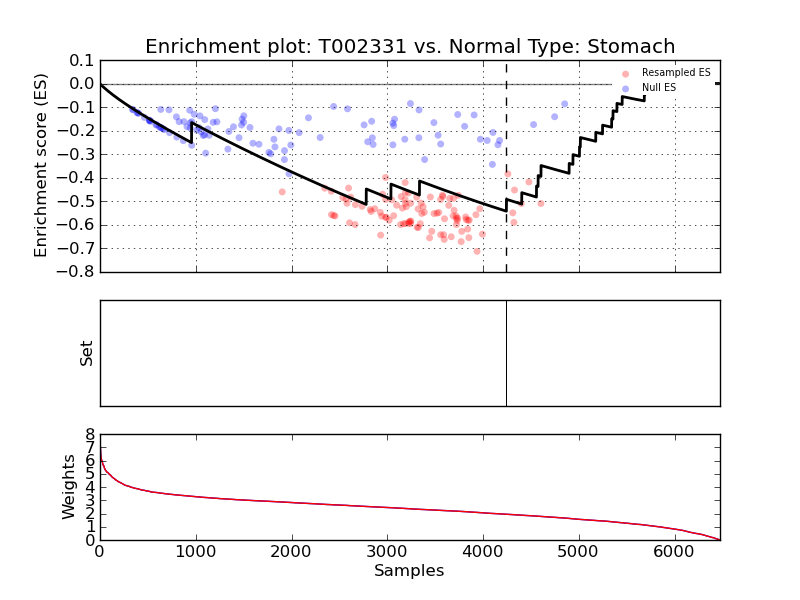 Enrichment plot: T002331 vs. Normal Type: Stomach
0.1
0.0
−0.1
−0.2
−0.3
−0.4
−0.5
−0.6
−0.7
−0.8
Enrichment score (ES)
Resampled ES
Null ES
Set
8
7
6
5
4
3
2
1
0
Weights
0 1000 2000 3000 4000 5000 6000
Samples